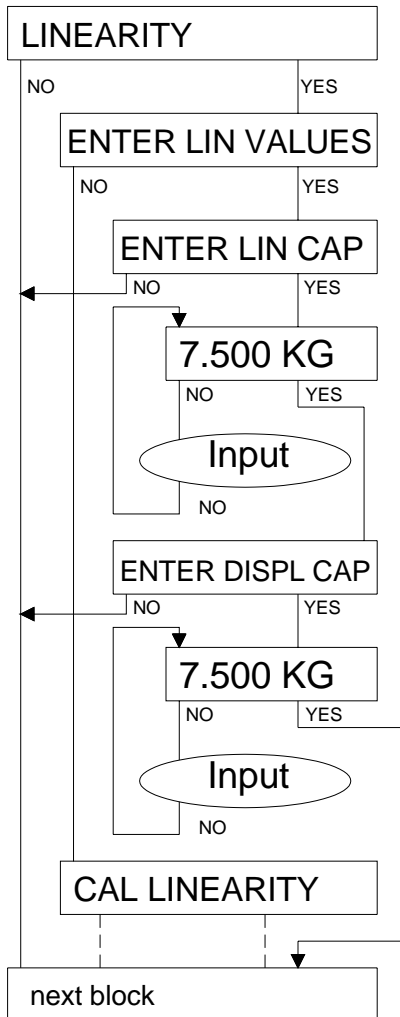 LINEARITY
NO
YES
ENTER LIN VALUES
NO
YES
ENTER LIN CAP
NO
YES
7.500 KG
NO
YES
Input
NO
ENTER DISPL CAP
NO
YES
7.500 KG
NO
YES
Input
NO
CAL LINEARITY
next block